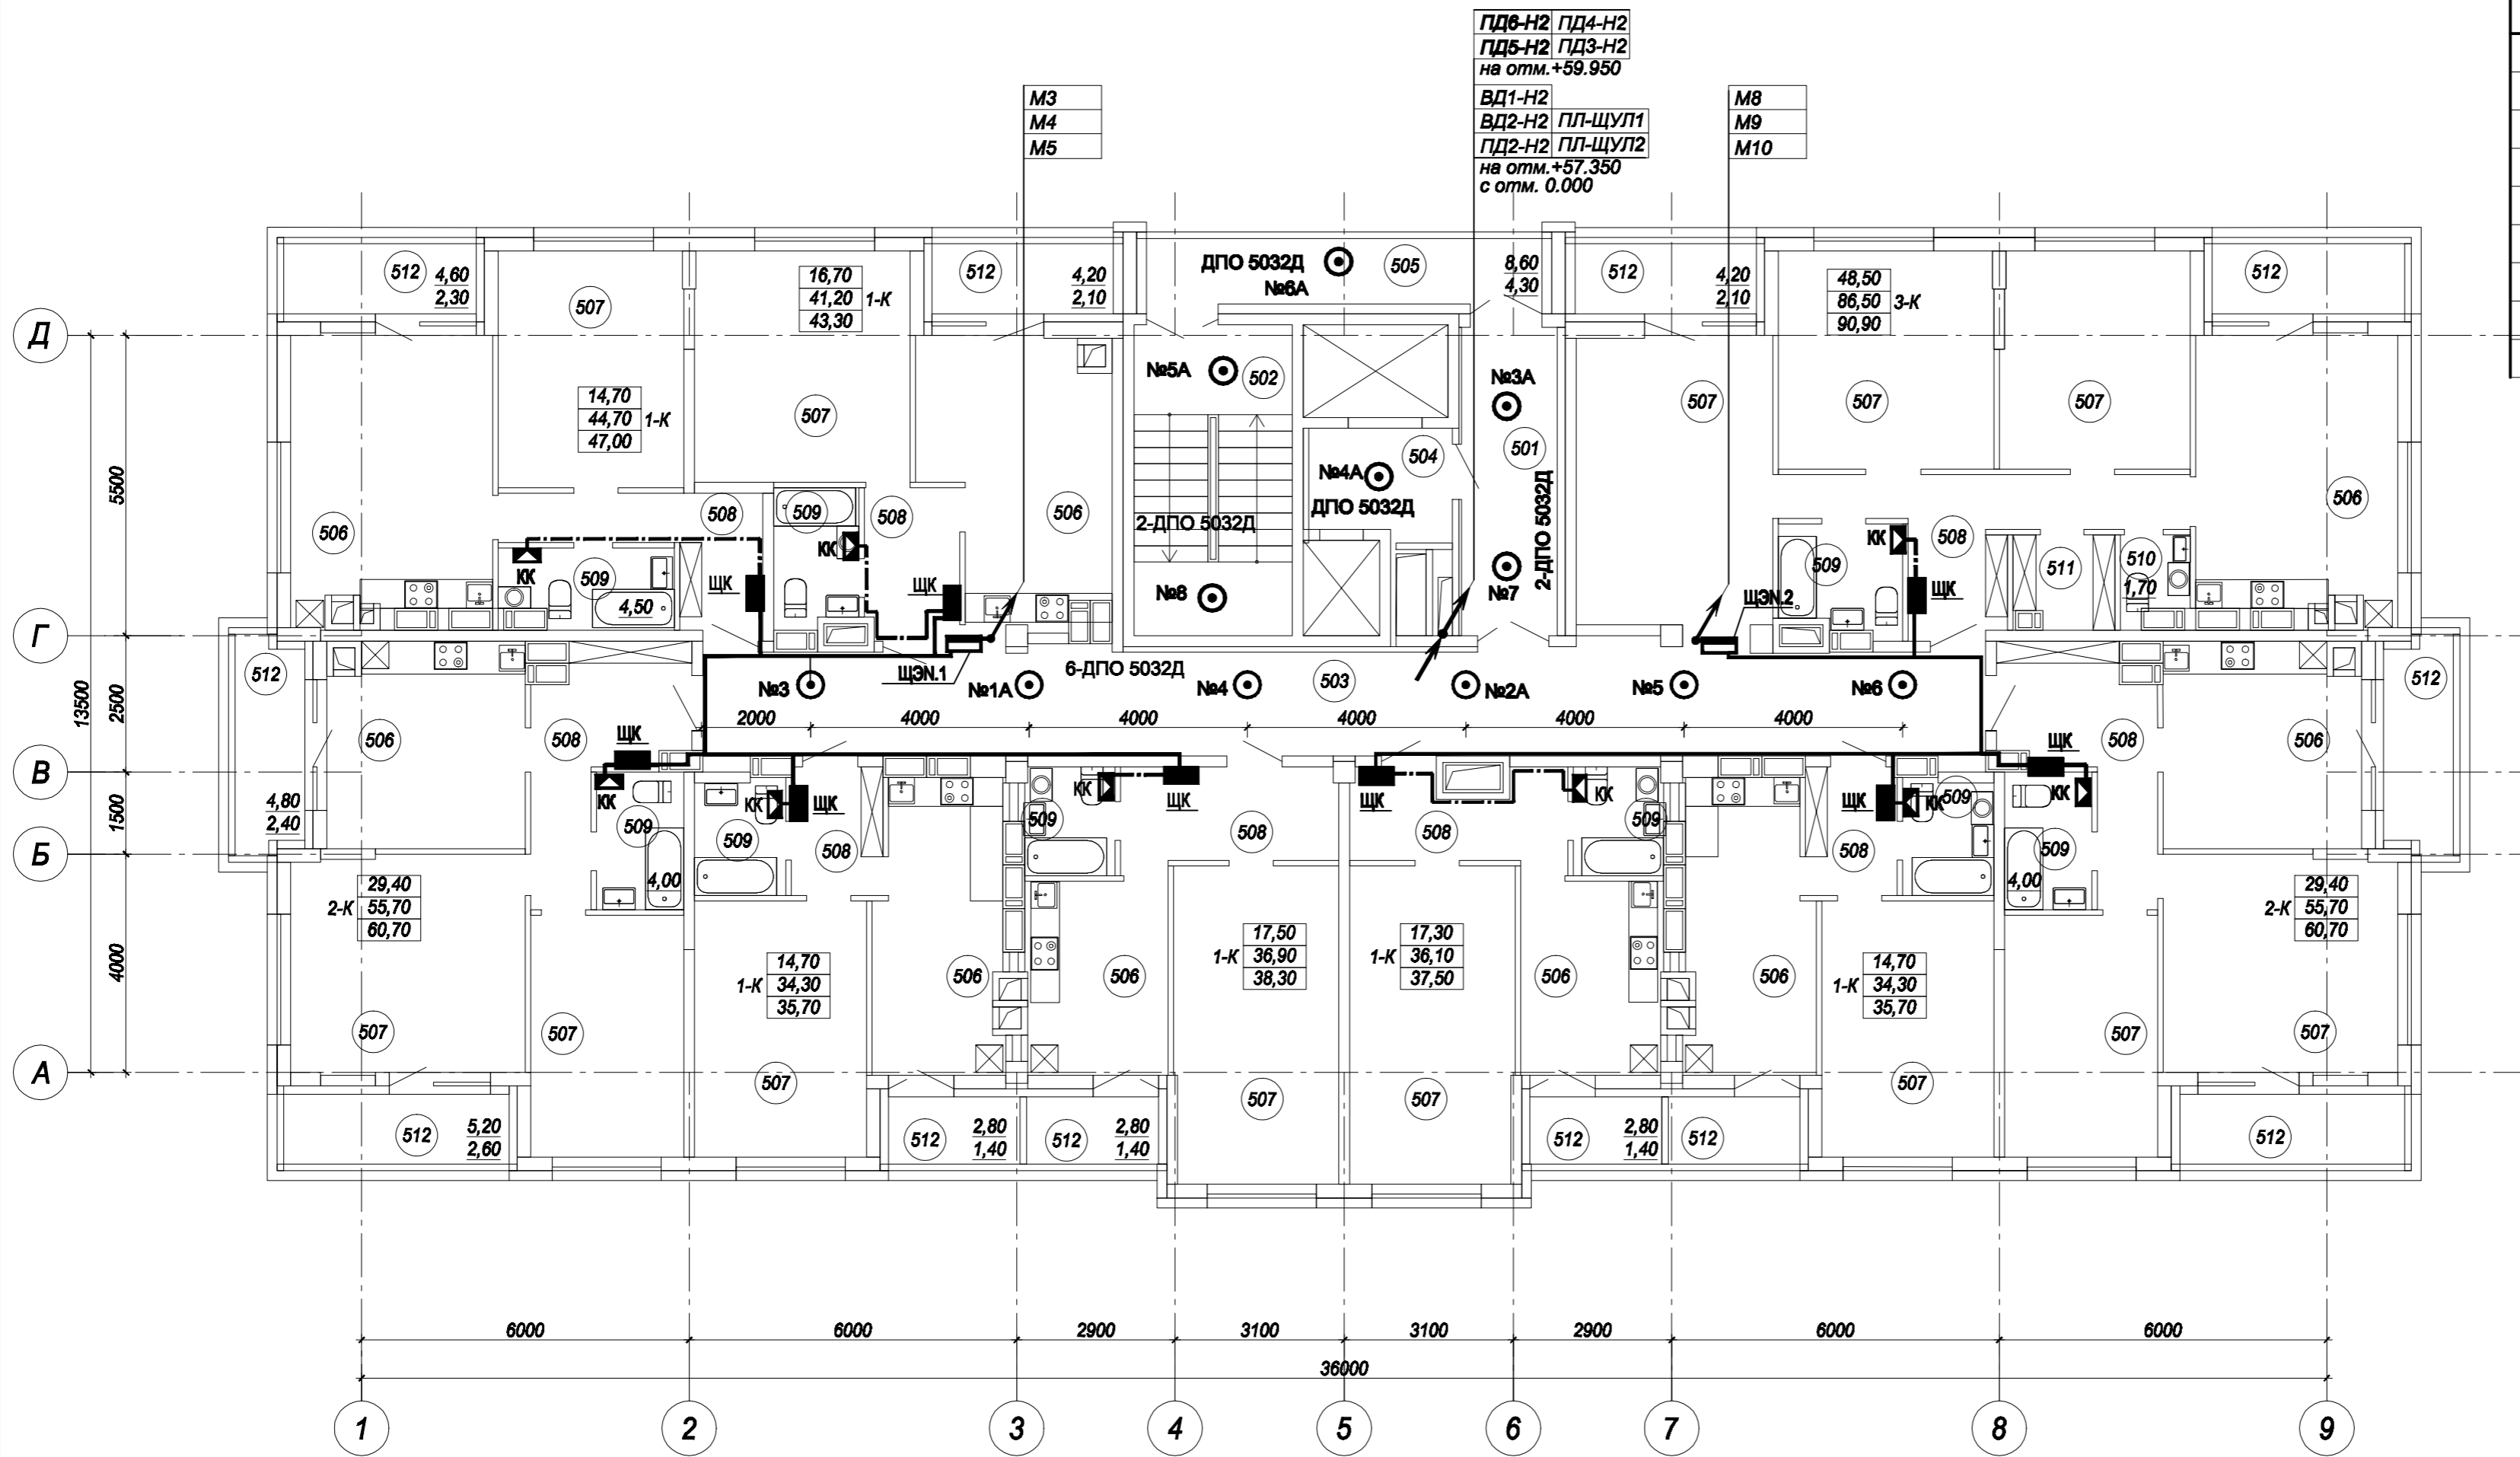 ПД6-Н2 ПД4-Н2
ПД5-Н2 ПД3-Н2
на отм.+59.950
ВД1-Н2
ВД2-Н2 ПЛ-ЩУЛ1
ПД2-Н2 ПЛ-ЩУЛ2
на отм.+57.350
с отм. 0.000
М3
М4
М5
М8
М9
М10
512 4,60
2,30
507
16,70
41,20 1-К
43,30
512 4,20
2,10
ДПО 5032Д
№6А
505
8,60
4,30
512
4,20
2,10
48,50
86,50 3-К
90,90
512
Д
№5А
502
№3А
14,70
44,70 1-К
47,00
507
507
507
507
504
501
№4А
ДПО 5032Д
2-ДПО 5032Д
5500
506
508
509
508
506
2-ДПО 5032Д
506
КК
КК
508
КК
509
ЩК
ЩК
509
511
510
1,70
ЩК
4,50
№8
№7
ЩЭN.2
Г
512
ЩЭN.1
6-ДПО 5032Д
503
512
№3
№1А
№4
№2А
№5
№6
13500
2500
2000
4000
4000
4000
4000
4000
506
508
ЩК
508
506
ЩК
В
КК
КК
ЩК
КК
ЩК
ЩК
КК
ЩК
КК
КК
4,80
2,40
1500
509
509
508
509
508
508
509
508
509
509
Б
4,00
4,00
29,40
2-К 55,70
60,70
29,40
2-К 55,70
60,70
4000
14,70
1-К 34,30
35,70
17,50
1-К 36,90
38,30
17,30
1-К 36,10
37,50
14,70
1-К 34,30
35,70
506
506
506
506
507
507
507
507
А
507
507
507
507
512
5,20
2,60
512
2,80
1,40
512
2,80
1,40
512
2,80
1,40
512
512
6000
6000
2900
3100
3100
2900
6000
6000
36000
1
2
3
4
5
6
7
8
9